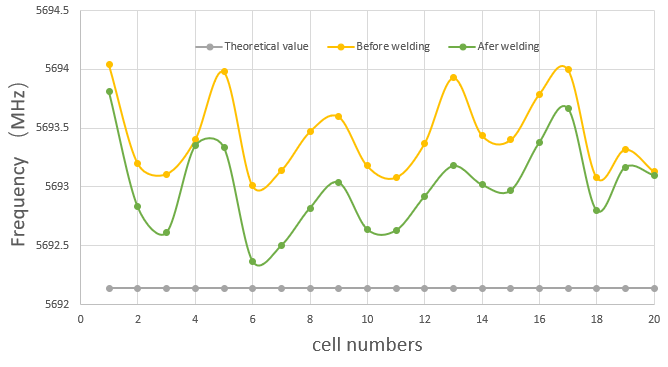 5694.5
Theoretical value Before welding Afer welding
5694
5693.5
5693
5692.5
5692
Frequency （MHz）
0 2 4 6 8 10 12 14 16 18 20
cell numbers